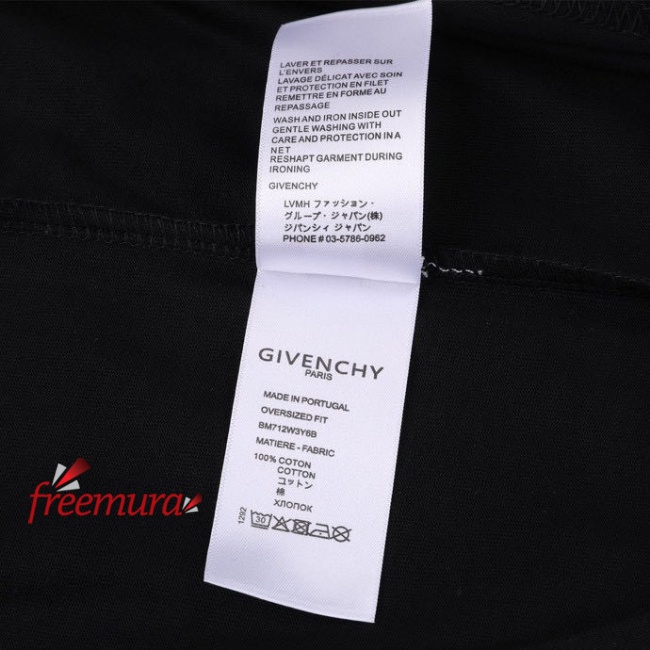 LAVER ET REPASSER SUR
L'ENVERS
LAVAGE DÉLICAT AVEC SOIN
ET PROTECTION EN FILET
REMETTRE EN FORME AU
REPASSAGE
WASH AND IRON INSIDE OUT
GENTLE WASHING WITH
CARE AND PROTECTION IN A
NET
RESHAPT GARMENT DURING
IRONING
GIVENCHY
LVMH ファッション・
グループ・ジャパン(株)
ジバンシィ ジャパン
PHONE # 03-5786-0962
GIVENCHY
PARIS
MADE IN PORTUGAL
OVERSIZED FIT
BM712W3Y6B
MATIERE - FABRIC
100% COTON
COTTON
コットン
棉
ХЛОПОК
1292
30
freemura